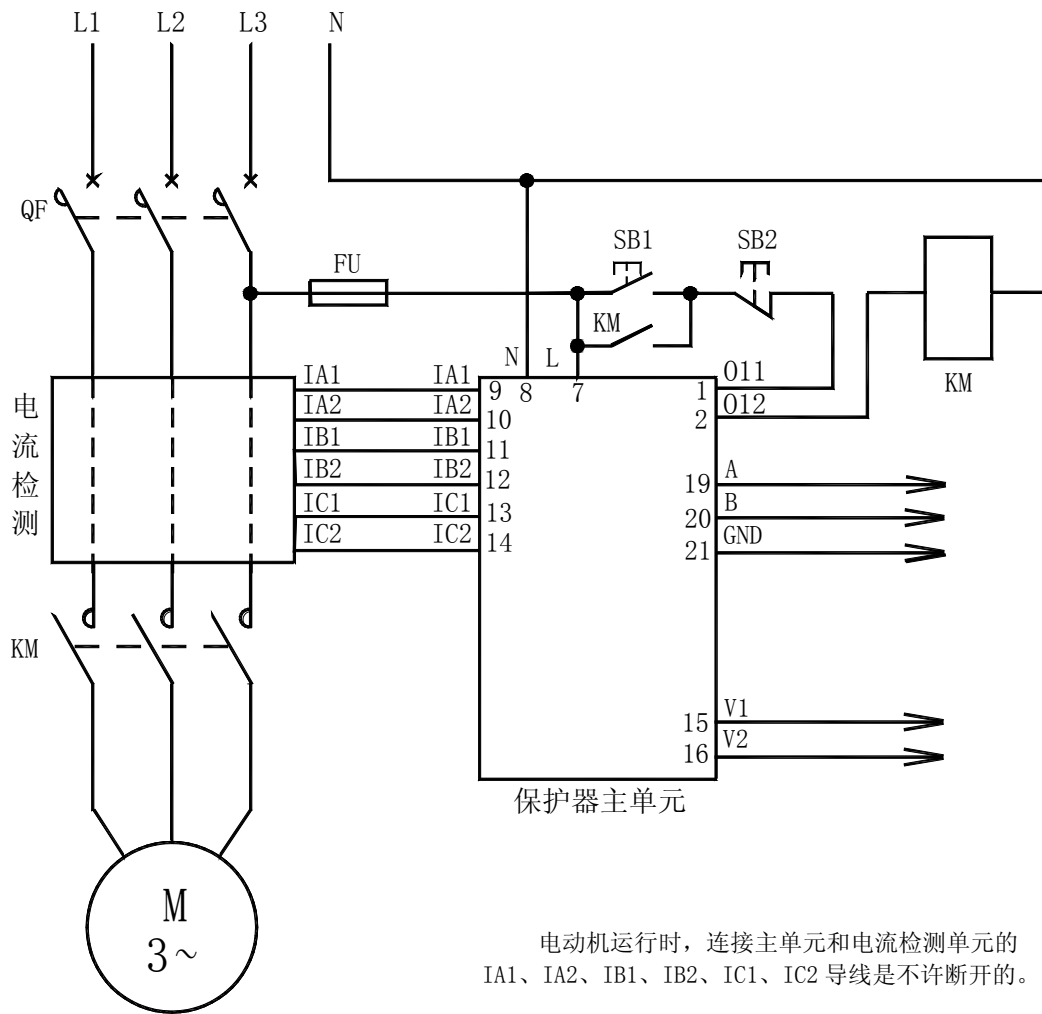 L1 L2 L3 N
QF
FU
SB1 SB2
KM
KM
N L
8 7
电流检测
IA1 IA1 9
IA2 IA2 10
IB1 IB1 11
IB2 IB2 12
IC1 IC1 13
IC2 IC2 14
1 O11
2 O12
19 A
20 B
21 GND
15 V1
16 V2
保护器主单元
KM
M
3~
电动机运行时，连接主单元和电流检测单元的
IA1、IA2、IB1、IB2、IC1、IC2导线是不许断开的。